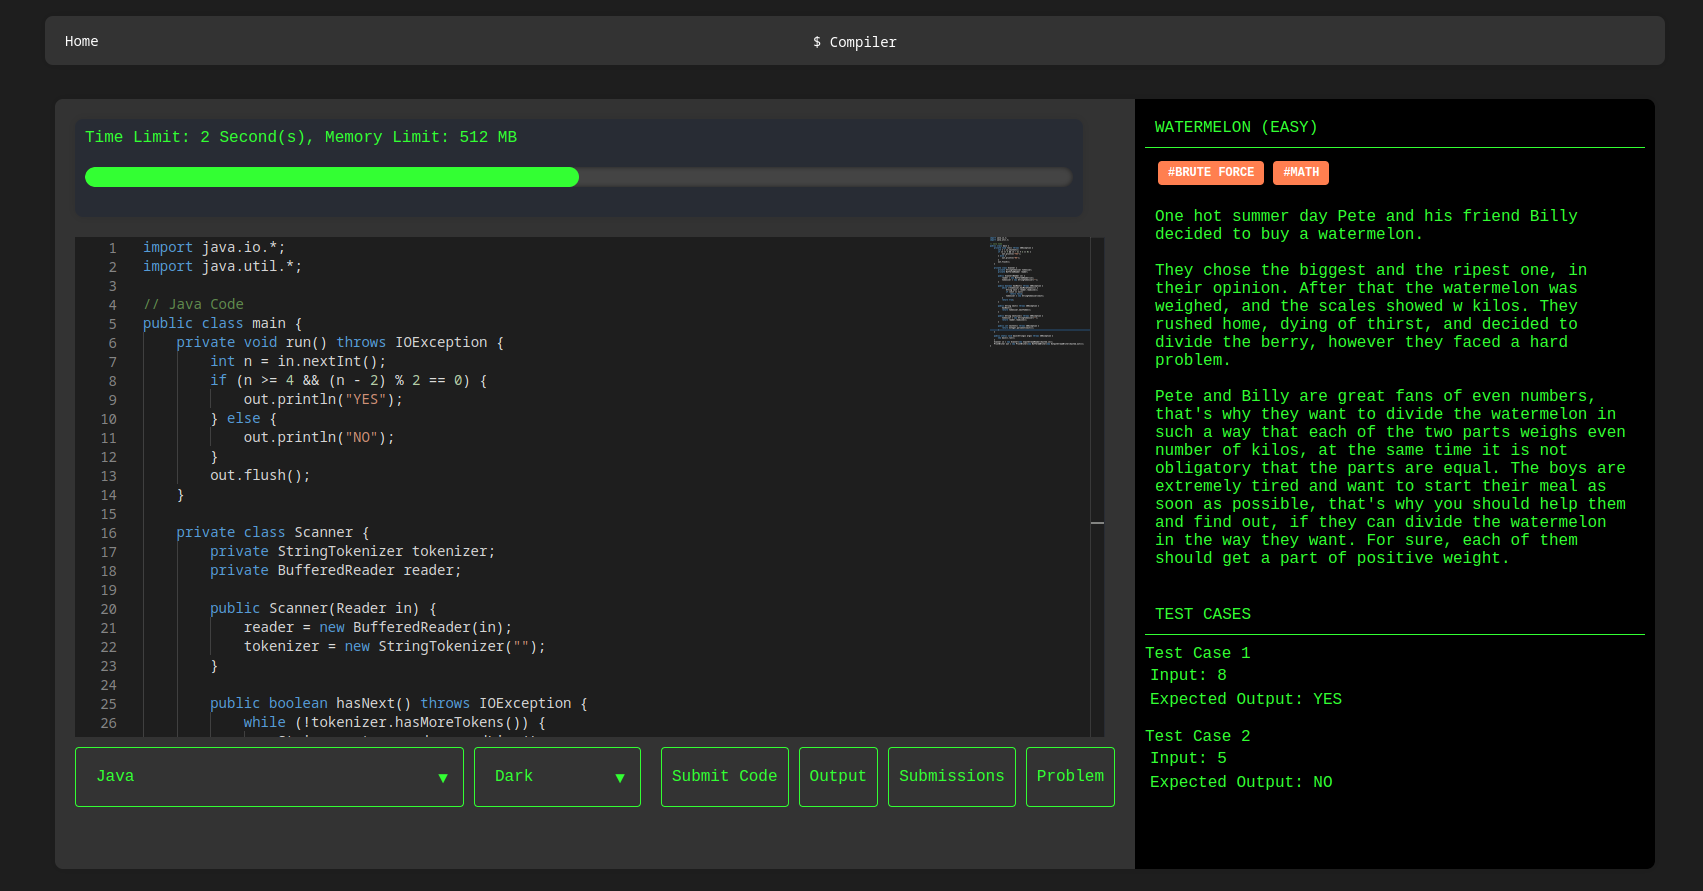 Home
$ Compiler
Time Limit: 2 Second(s), Memory Limit: 512 MB
1 import java.io.*;
2 import java.util.*;
3
4 // Java Code
5 public class main {
6 private void run() throws IOException {
7 int n = in.nextInt();
8 if (n >= 4 && (n - 2) % 2 == 0) {
9 out.println("YES");
10 } else {
11 out.println("NO");
12 }
13 out.flush();
14 }
15
16 private class Scanner {
17 private StringTokenizer tokenizer;
18 private BufferedReader reader;
19
20 public Scanner(Reader in) {
21 reader = new BufferedReader(in);
22 tokenizer = new StringTokenizer("");
23 }
24
25 public boolean hasNext() throws IOException {
26 while (!tokenizer.hasMoreTokens()) {
Java ▼
Dark ▼
Submit Code
Output
Submissions
Problem
WATERMELON (EASY)
#BRUTE FORCE
#MATH
One hot summer day Pete and his friend Billy
decided to buy a watermelon.
They chose the biggest and the ripest one, in
their opinion. After that the watermelon was
weighed, and the scales showed w kilos. They
rushed home, dying of thirst, and decided to
divide the berry, however they faced a hard
problem.
Pete and Billy are great fans of even numbers,
that's why they want to divide the watermelon in
such a way that each of the two parts weighs even
number of kilos, at the same time it is not
obligatory that the parts are equal. The boys are
extremely tired and want to start their meal as
soon as possible, that's why you should help them
and find out, if they can divide the watermelon
in the way they want. For sure, each of them
should get a part of positive weight.
TEST CASES
Test Case 1
Input: 8
Expected Output: YES
Test Case 2
Input: 5
Expected Output: NO